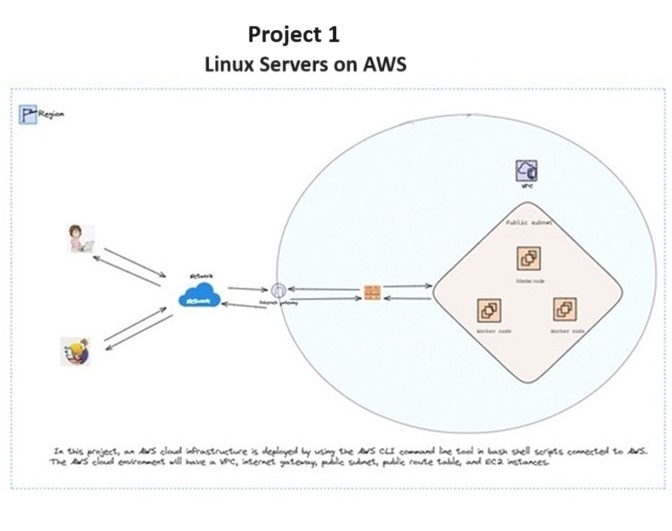 Project 1
Linux Servers on AWS
Region
VPC
Public subnet
Network
Network
Master node
Internet gateway
Worker node
Worker node
In this project, an AWS cloud infrastructure is deployed by using the AWS CLI command line tool in bash shell scripts connected to AWS.
The AWS cloud environment will have a VPC, internet gateway, public subnet, public route table, and EC2 instances.